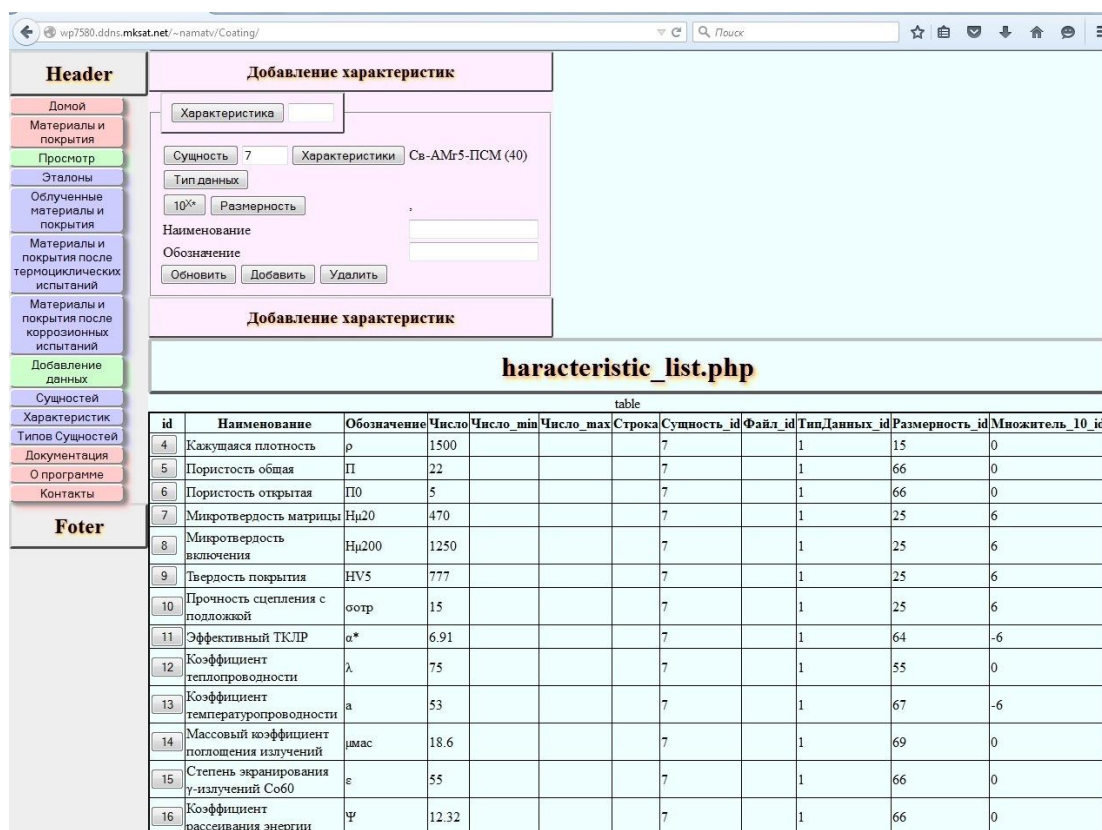 wp7580.ddns.mksat.net/~namatv/Coating/
Поиск
Header
Домой
Материалы и
покрытия
Просмотр
Эталоны
Облученные
материалы и
покрытия
Материалы и
покрытия после
термоциклических
испытаний
Материалы и
покрытия после
коррозионных
испытаний
Добавление
данных
Сущностей
Характеристик
Типов Сущностей
Документация
О программе
Контакты
Foter
Добавление характеристик
Характеристика
Сущность 7 Характеристики Св-АМг5-ПСМ (40)
Тип данных
10^X* Размерность ,
Наименование
Обозначение
Обновить Добавить Удалить
Добавление характеристик
haracteristic_list.php
table
id Наименование Обозначение Число Число_min Число_max Строка Сущность_id Файл_id ТипДанных_id Размерность_id Множитель_10_id
4 Кажущаяся плотность ρ 1500 7 1 15 0
5 Пористость общая П 22 7 1 66 0
6 Пористость открытая П0 5 7 1 66 0
7 Микротвердость матрицы Hμ20 470 7 1 25 6
8 Микротвердость
включения Hμ200 1250 7 1 25 6
9 Твердость покрытия HV5 777 7 1 25 6
10 Прочность сцепления с
подложкой σотр 15 7 1 25 6
11 Эффективный ТКЛР α* 6.91 7 1 64 -6
12 Коэффициент
теплопроводности λ 75 7 1 55 0
13 Коэффициент
температуропроводности a 53 7 1 67 -6
14 Массовый коэффициент
поглощения излучений μмас 18.6 7 1 69 0
15 Степень экранирования
γ-излучений Co60 ε 55 7 1 66 0
16 Коэффициент
рассеивания энергии Ψ 12.32 7 1 66 0